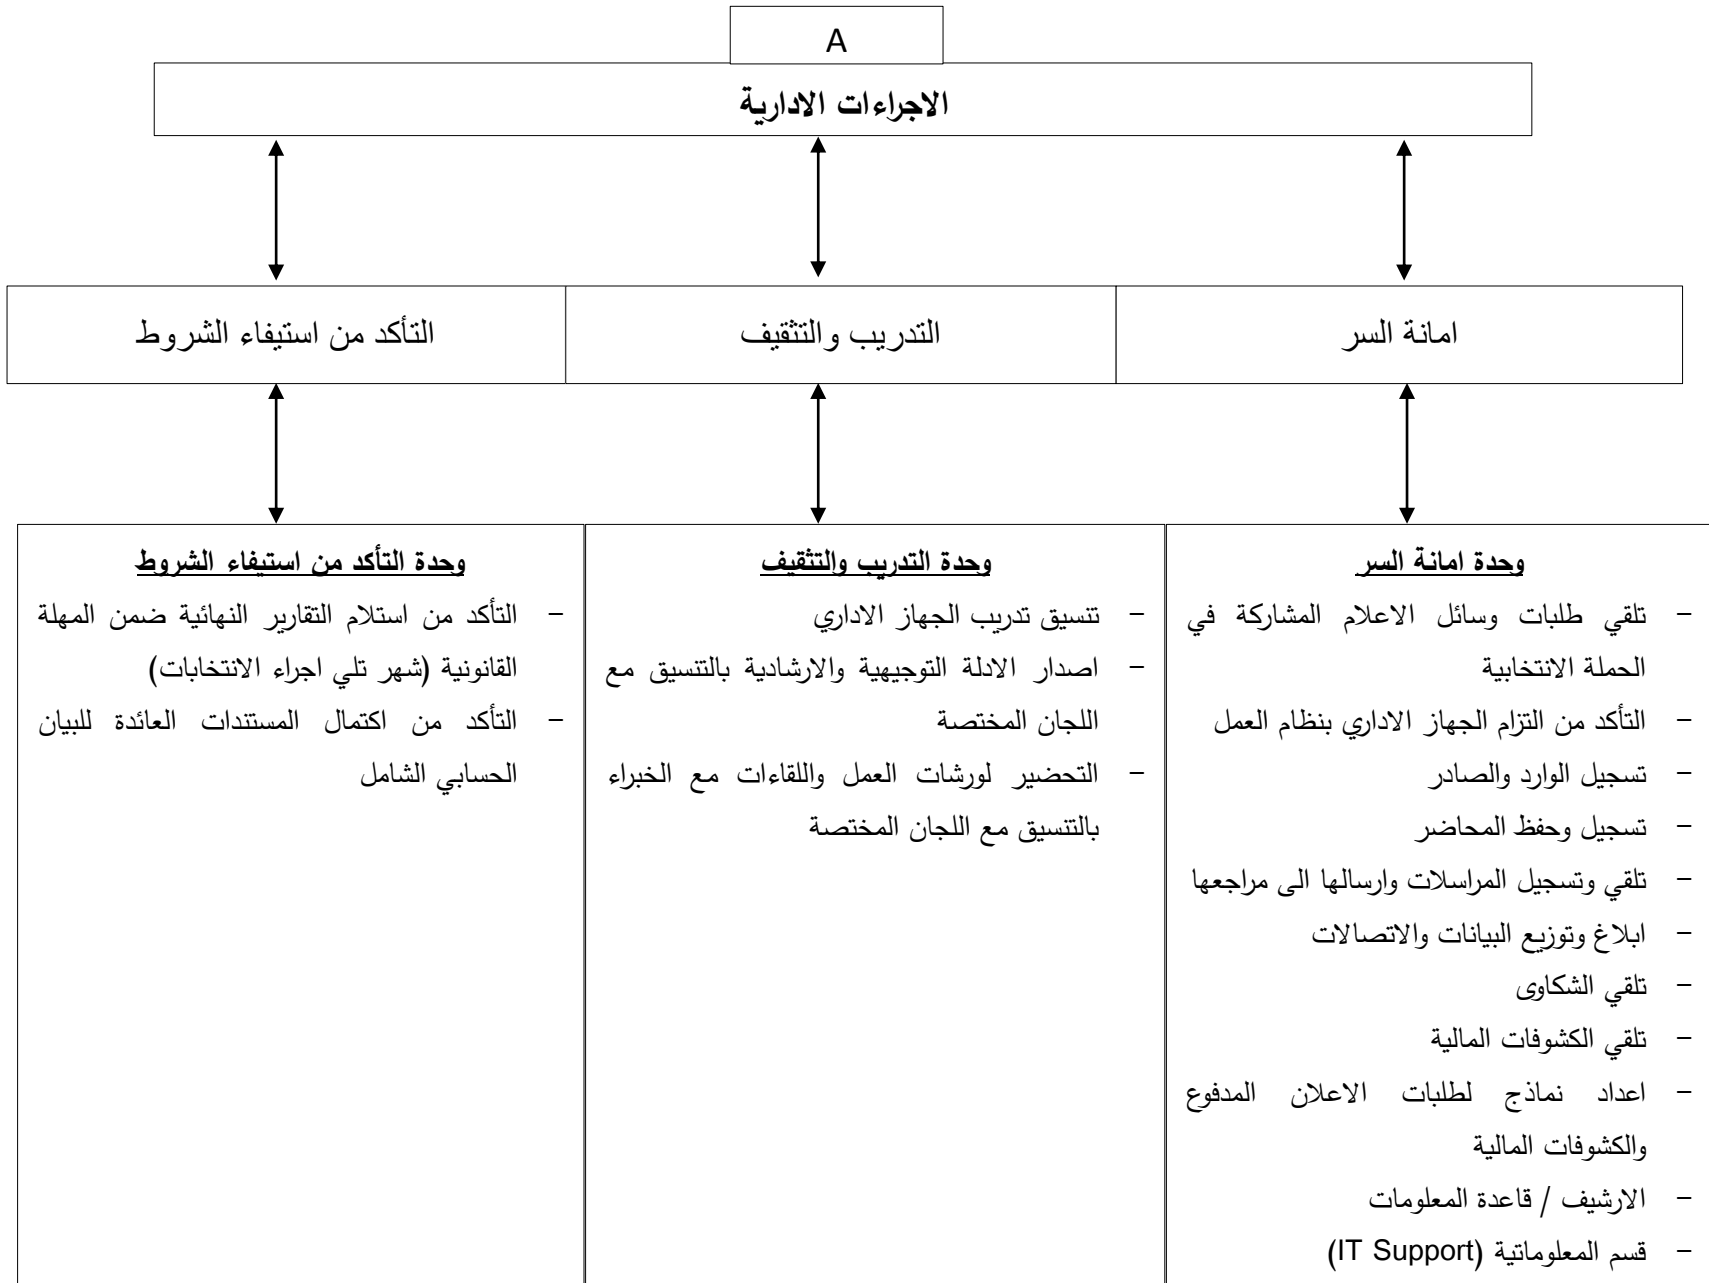 A
الاجراءات الادارية
امانة السر
التدريب والتثقيف
التأكد من استيفاء الشروط
وحدة امانة السر
- تلقي طلبات وسائل الاعلام المشاركة في
الحملة الانتخابية
- التأكد من التزام الجهاز الاداري بنظام العمل
- تسجيل الوارد والصادر
- تسجيل وحفظ المحاضر
- تلقي وتسجيل المراسلات وارسالها الى مراجعها
- ابلاغ وتوزيع البيانات والاتصالات
- تلقي الشكاوى
- تلقي الكشوفات المالية
- اعداد نماذج لطلبات الاعلان المدفوع
والكشوفات المالية
- الارشيف / قاعدة المعلومات
- قسم المعلوماتية (IT Support)
وحدة التدريب والتثقيف
- تنسيق تدريب الجهاز الاداري
- اصدار الادلة التوجيهية والارشادية بالتنسيق مع
اللجان المختصة
- التحضير لورشات العمل واللقاءات مع الخبراء
بالتنسيق مع اللجان المختصة
وحدة التأكد من استيفاء الشروط
- التأكد من استلام التقارير النهائية ضمن المهلة
القانونية (شهر تلي اجراء الانتخابات)
- التأكد من اكتمال المستندات العائدة للبيان
الحسابي الشامل